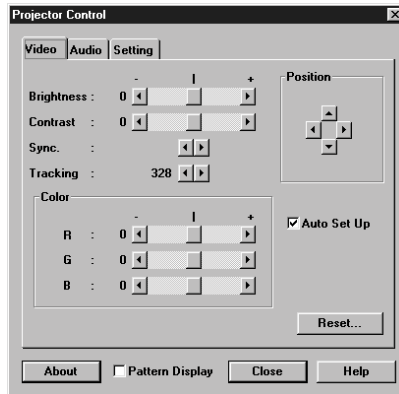 Projector Control
Video Audio Setting
- | + Position
Brightness : 0
Contrast : 0
Sync. :
Tracking : 328
Color
- | +
R : 0
G : 0
B : 0
Auto Set Up
Reset...
About Pattern Display Close Help